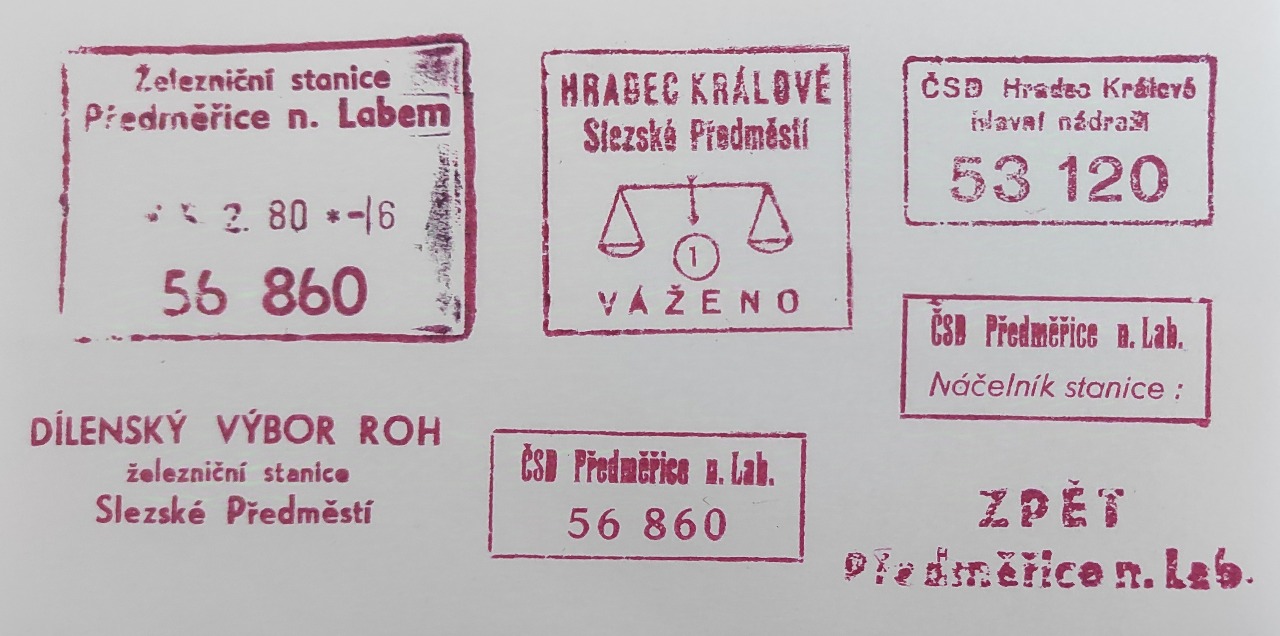 Železniční stanice
Předměřice n. Labem
2. 80 *-16
56 860
HRADEC KRÁLOVÉ
Slezské Předměstí
1
VÁŽENO
ČSD Hradec Králové
hlavní nádraží
53 120
ČSD Předměřice n. Lab.
Náčelník stanice :
DÍLENSKÝ VÝBOR ROH
železniční stanice
Slezské Předměstí
ČSD Předměřice n. Lab.
56 860
ZPĚT
Předměřice n. Lab.